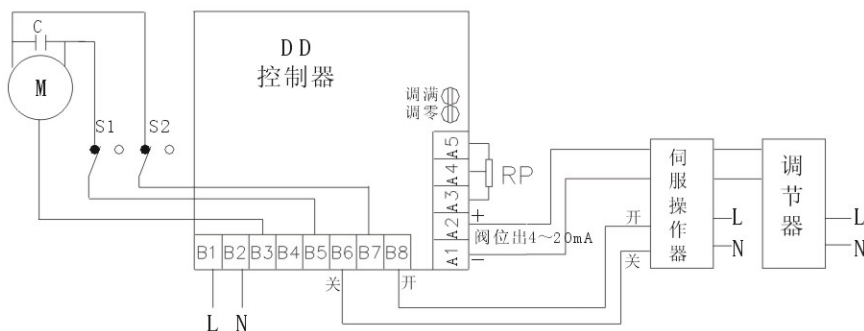 C
M
S1
S2
DD
控制器
调满
调零
A5
A4
A3
A2
A1
RP
+
阀位出4～20mA
−
B1 B2 B3 B4 B5 B6 B7 B8
关
开
L N
开
关
伺服操作器
L
N
调节器
L
N